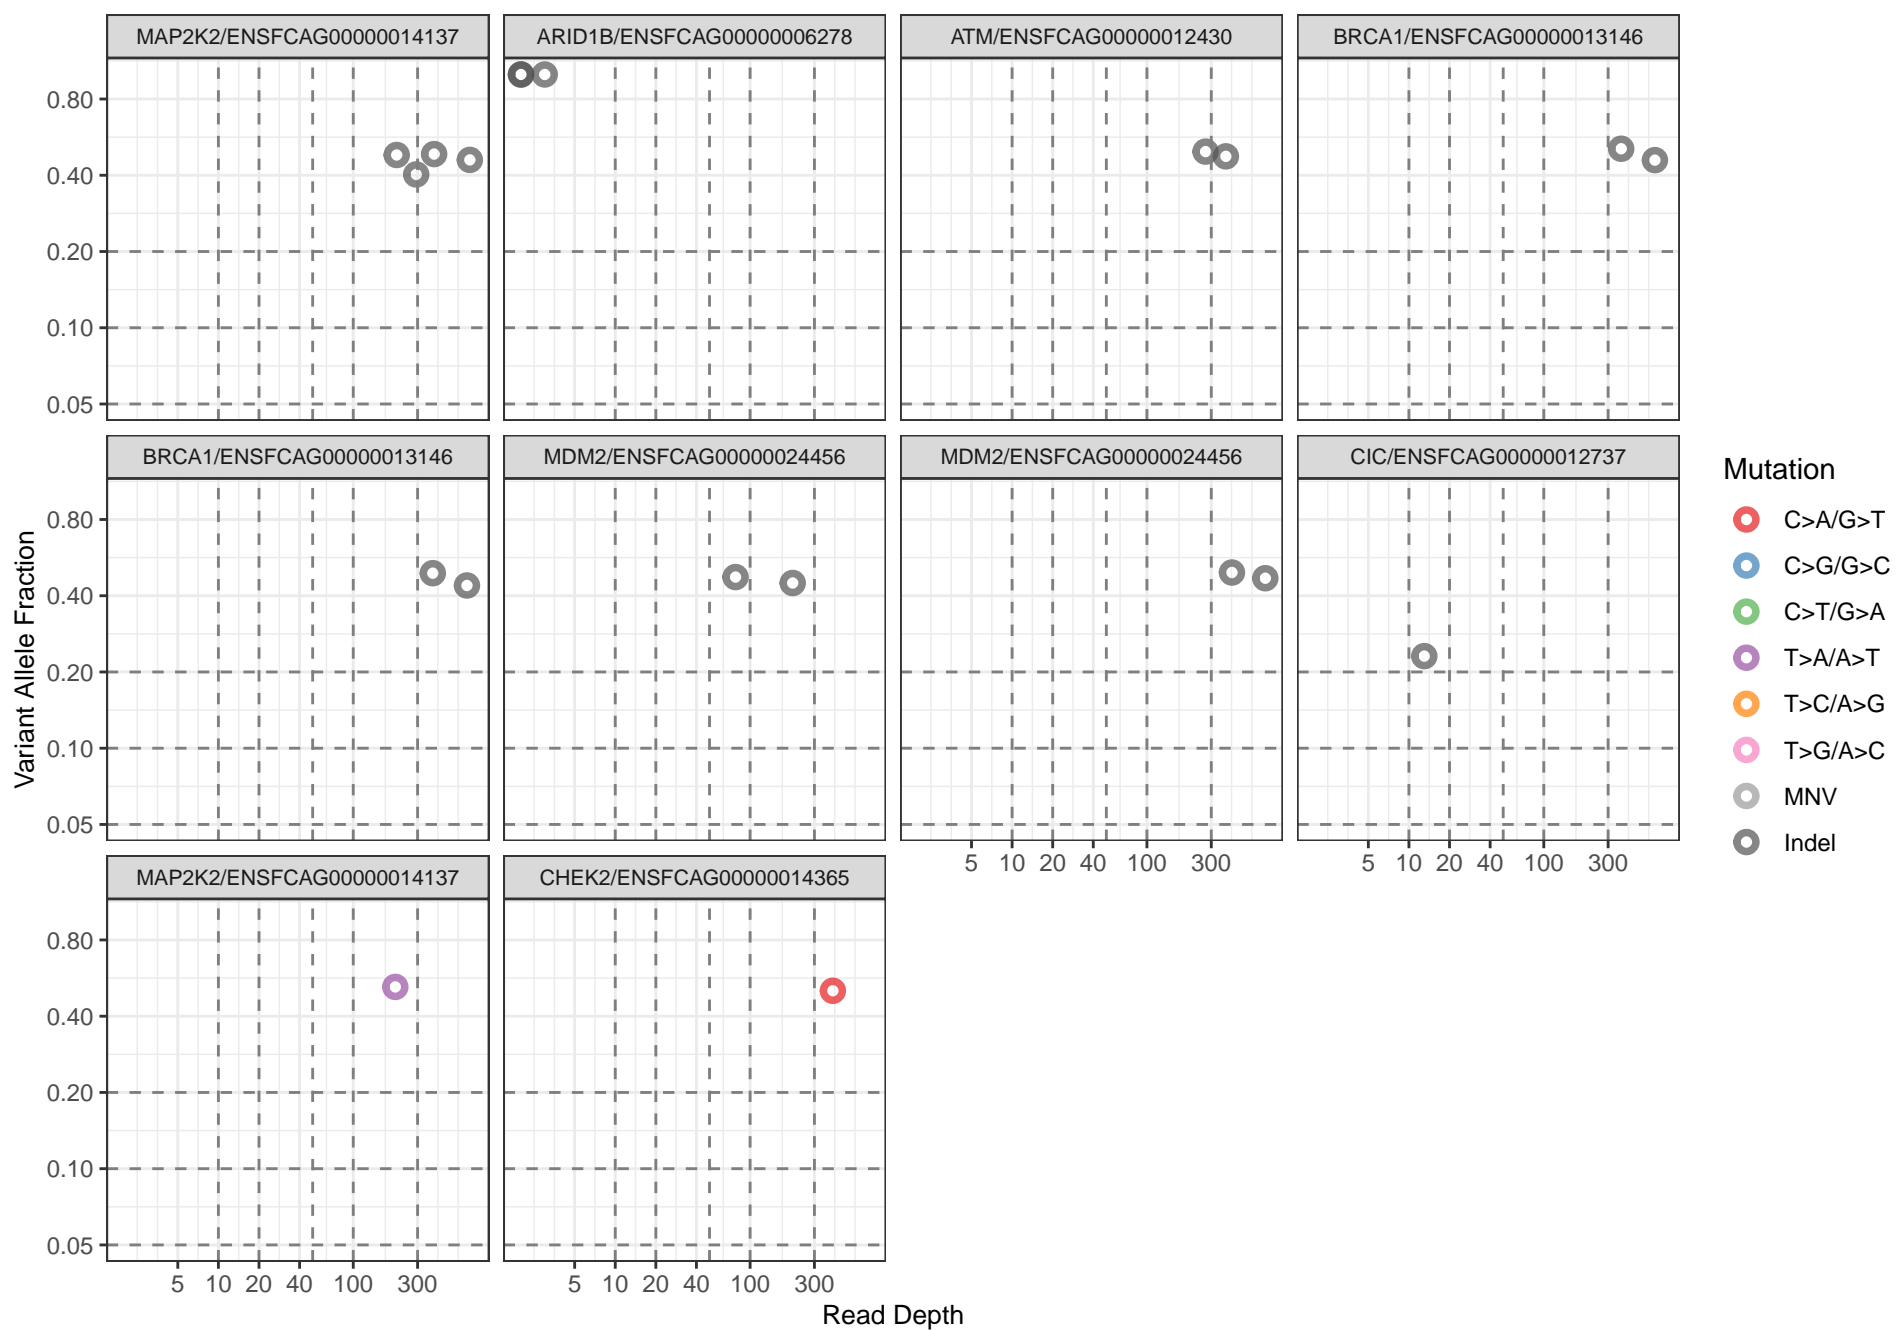 MAP2K2/ENSFCAG00000014137
ARID1B/ENSFCAG00000006278
ATM/ENSFCAG00000012430
BRCA1/ENSFCAG00000013146
0.80
0.40
0.20
0.10
0.05
BRCA1/ENSFCAG00000013146
MDM2/ENSFCAG00000024456
MDM2/ENSFCAG00000024456
CIC/ENSFCAG00000012737
0.80
0.40
0.20
0.10
0.05
5 10 20 40 100 300
5 10 20 40 100 300
MAP2K2/ENSFCAG00000014137
CHEK2/ENSFCAG00000014365
0.80
0.40
0.20
0.10
0.05
5 10 20 40 100 300
5 10 20 40 100 300
Variant Allele Fraction
Read Depth
Mutation
C>A/G>T
C>G/G>C
C>T/G>A
T>A/A>T
T>C/A>G
T>G/A>C
MNV
Indel